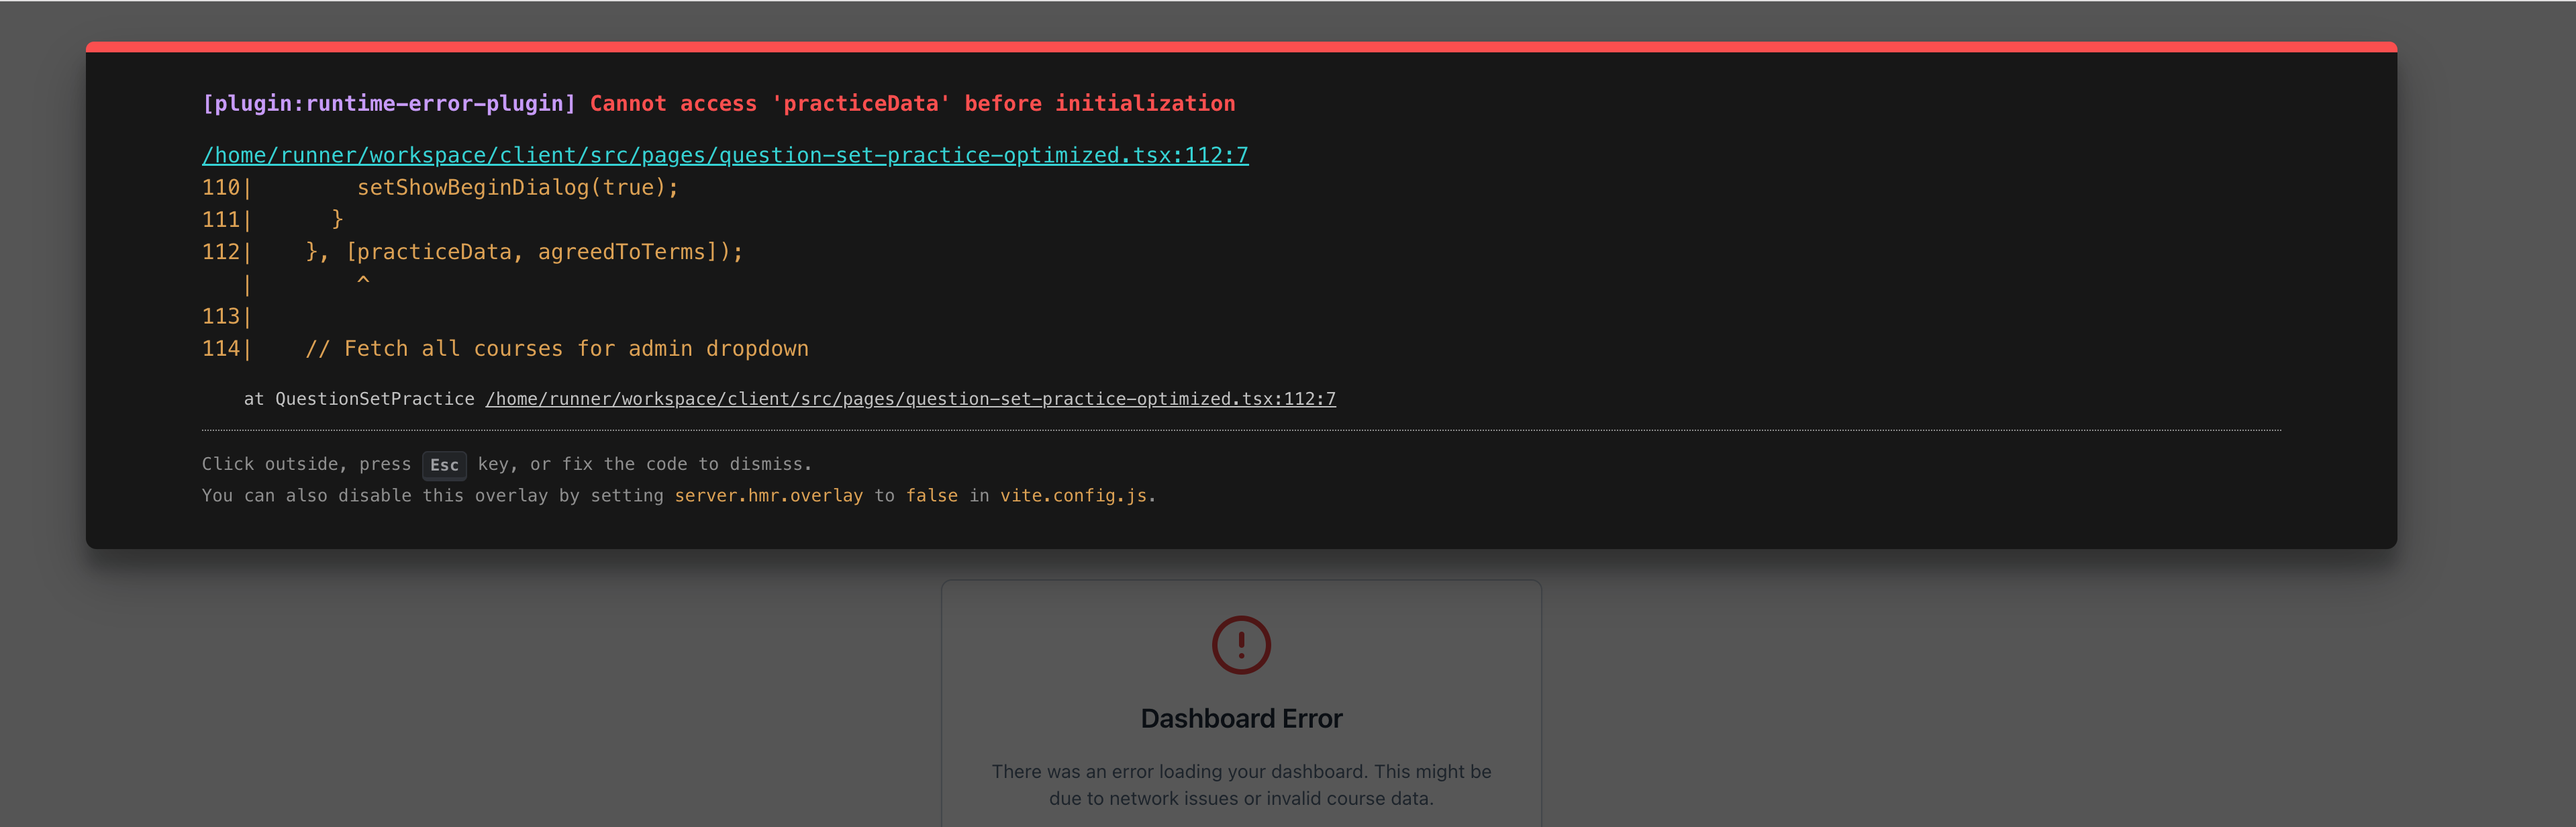 [plugin:runtime-error-plugin] Cannot access 'practiceData' before initialization
/home/runner/workspace/client/src/pages/question-set-practice-optimized.tsx:112:7
110|        setShowBeginDialog(true);
111|      }
112|    }, [practiceData, agreedToTerms]);
   |        ^
113|
114|    // Fetch all courses for admin dropdown
at QuestionSetPractice /home/runner/workspace/client/src/pages/question-set-practice-optimized.tsx:112:7
Click outside, press Esc key, or fix the code to dismiss.
You can also disable this overlay by setting server.hmr.overlay to false in vite.config.js.
Dashboard Error
There was an error loading your dashboard. This might be
due to network issues or invalid course data.